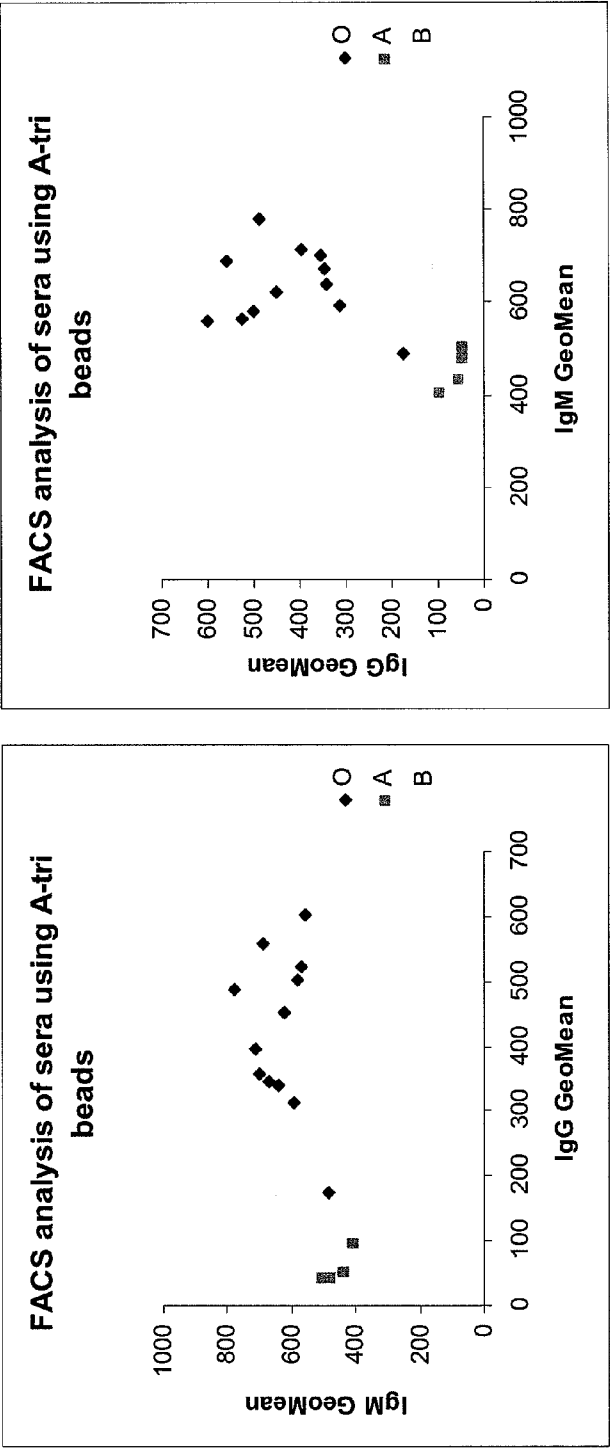 FACS analysis of sera using A-tri
beads
IgM GeoMean
1000
800
600
400
200
0
0 100 200 300 400 500 600 700
IgG GeoMean
O
A
B
FACS analysis of sera using A-tri
beads
IgG GeoMean
700
600
500
400
300
200
100
0
0 200 400 600 800 1000
IgM GeoMean
O
A
B